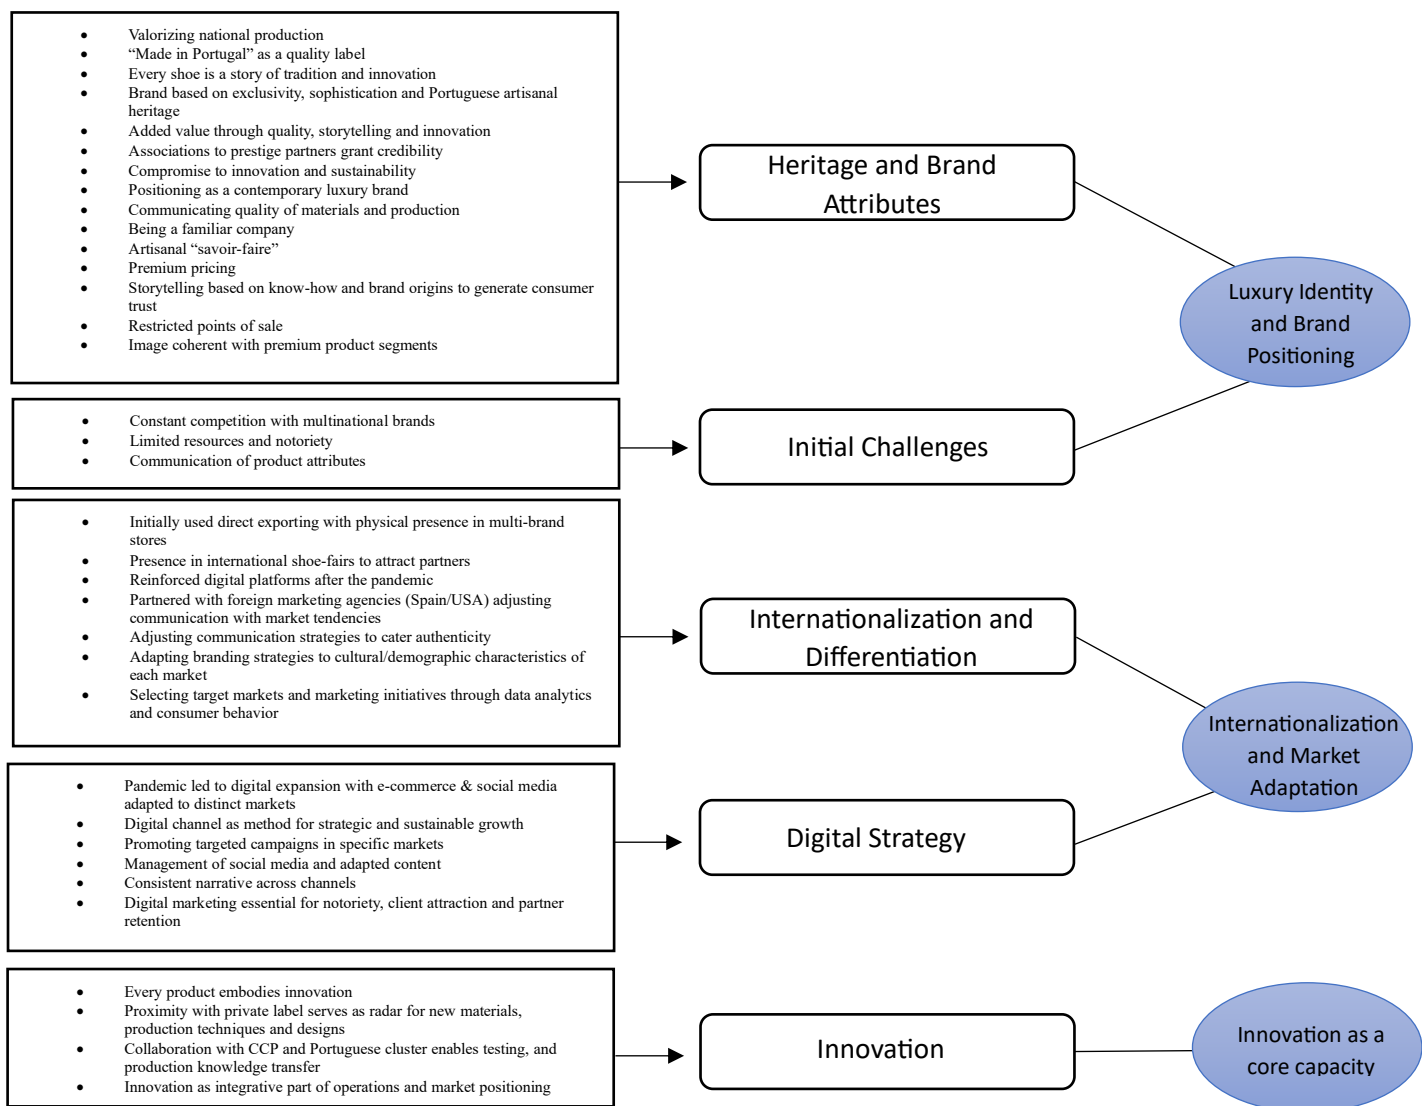 • Valorizing national production
• “Made in Portugal” as a quality label
• Every shoe is a story of tradition and innovation
• Brand based on exclusivity, sophistication and Portuguese artisanal
heritage
• Added value through quality, storytelling and innovation
• Associations to prestige partners grant credibility
• Compromise to innovation and sustainability
• Positioning as a contemporary luxury brand
• Communicating quality of materials and production
• Being a familiar company
• Artisanal “savoir-faire”
• Premium pricing
• Storytelling based on know-how and brand origins to generate consumer
trust
• Restricted points of sale
• Image coherent with premium product segments
Heritage and Brand
Attributes
• Constant competition with multinational brands
• Limited resources and notoriety
• Communication of product attributes
Initial Challenges
Luxury Identity
and Brand
Positioning
• Initially used direct exporting with physical presence in multi-brand
stores
• Presence in international shoe-fairs to attract partners
• Reinforced digital platforms after the pandemic
• Partnered with foreign marketing agencies (Spain/USA) adjusting
communication with market tendencies
• Adjusting communication strategies to cater authenticity
• Adapting branding strategies to cultural/demographic characteristics of
each market
• Selecting target markets and marketing initiatives through data analytics
and consumer behavior
Internationalization and
Differentiation
• Pandemic led to digital expansion with e-commerce & social media
adapted to distinct markets
• Digital channel as method for strategic and sustainable growth
• Promoting targeted campaigns in specific markets
• Management of social media and adapted content
• Consistent narrative across channels
• Digital marketing essential for notoriety, client attraction and partner
retention
Digital Strategy
Internationalization
and Market
Adaptation
• Every product embodies innovation
• Proximity with private label serves as radar for new materials,
production techniques and designs
• Collaboration with CCP and Portuguese cluster enables testing, and
production knowledge transfer
• Innovation as integrative part of operations and market positioning
Innovation
Innovation as a
core capacity